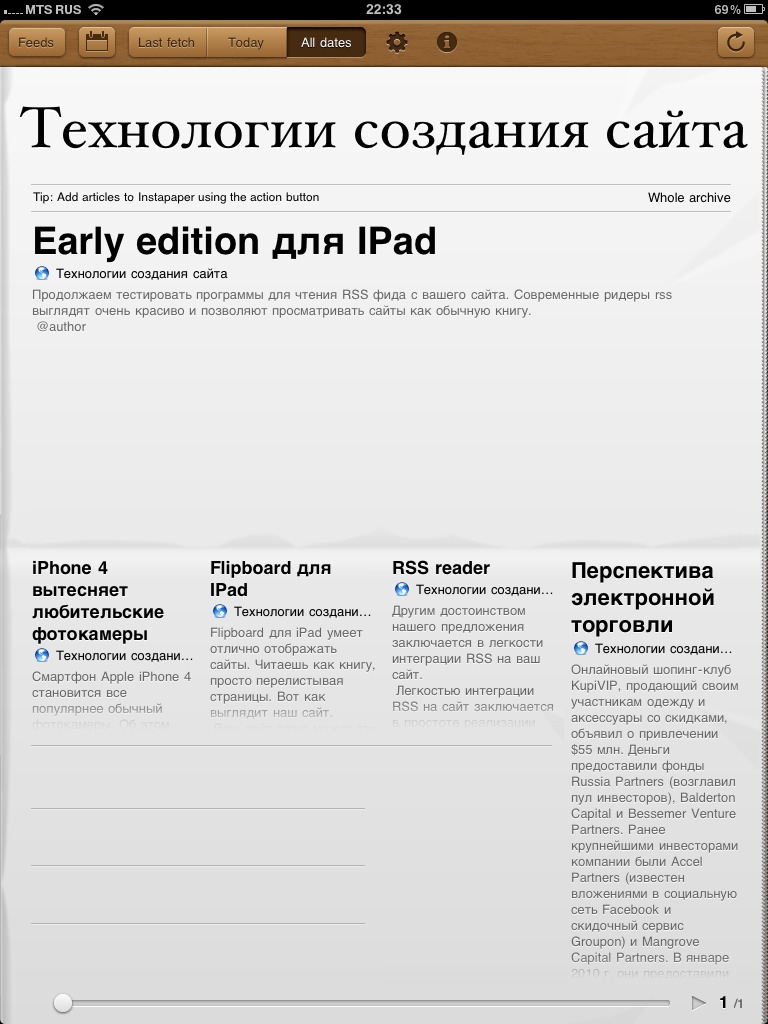 MTS RUS
22:33
69%
Feeds
Last fetch
Today
All dates
Технологии создания сайта
Tip: Add articles to Instapaper using the action button
Whole archive
Early edition для IPad
Технологии создания сайта
Продолжаем тестировать программы для чтения RSS фида с вашего сайта. Современные ридеры rss
выглядят очень красиво и позволяют просматривать сайты как обычную книгу.
@author
iPhone 4
вытесняет
любительские
фотокамеры
Технологии создани...
Смартфон Apple iPhone 4
становится все
популярнее обычный
фотокамеры. Об этом
Flipboard для
IPad
Технологии создани...
Flipboard для iPad умеет
отлично отображать
сайты. Читаешь как книгу,
просто перелистывая
страницы. Вот как
выглядит наш сайт.
RSS reader
Технологии создани...
Другим достоинством
нашего предложения
заключается в легкости
интеграции RSS на ваш
сайт.
Легкостью интеграции
RSS на сайт заключается
в простоте реализации
Перспектива
электронной
торговли
Технологии создани...
Онлайновый шопинг-клуб
KupiVIP, продающий своим
участникам одежду и
аксессуары со скидками,
объявил о привлечении
$55 млн. Деньги
предоставили фонды
Russia Partners (возглавил
пул инвесторов), Balderton
Capital и Bessemer Venture
Partners. Ранее
крупнейшими инвесторами
компании были Accel
Partners (известен
вложениями в социальную
сеть Facebook и
скидочный сервис
Groupon) и Mangrove
Capital Partners. В январе
2010 г. они предоставили
1 /1